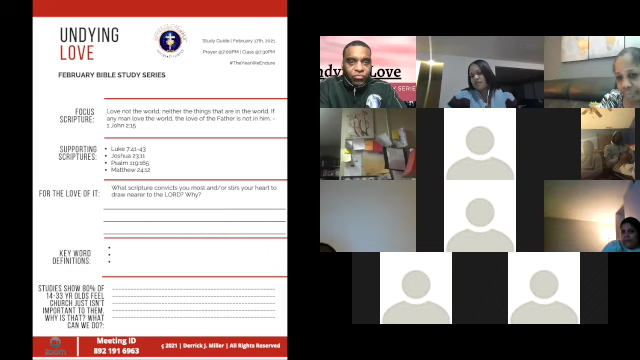 UNDYING
LOVE
Study Guide | February 17th, 2021
Prayer @7:00PM | Class @7:30PM
#TheYearWeEndure
FEBRUARY BIBLE STUDY SERIES
FOCUS
SCRIPTURE:
Love not the world, neither the things that are in the world. If
any man love the world, the love of the Father is not in him. -
1 John 2:15
SUPPORTING
SCRIPTURES:
• Luke 7:41-43
• Joshua 23:11
• Psalm 119:165
• Matthew 24:12
FOR THE LOVE OF IT:
What scripture convicts you most and/or stirs your heart to
draw nearer to the LORD? Why?
KEY WORD
DEFINITIONS:
STUDIES SHOW 80% OF
14-33 YR OLDS FEEL
CHURCH JUST ISN'T
IMPORTANT TO THEM.
WHY IS THAT? WHAT
CAN WE DO?:
zoom
Meeting ID
892 191 6963
© 2021 | Derrick J. Miller | All Rights Reserved
Love